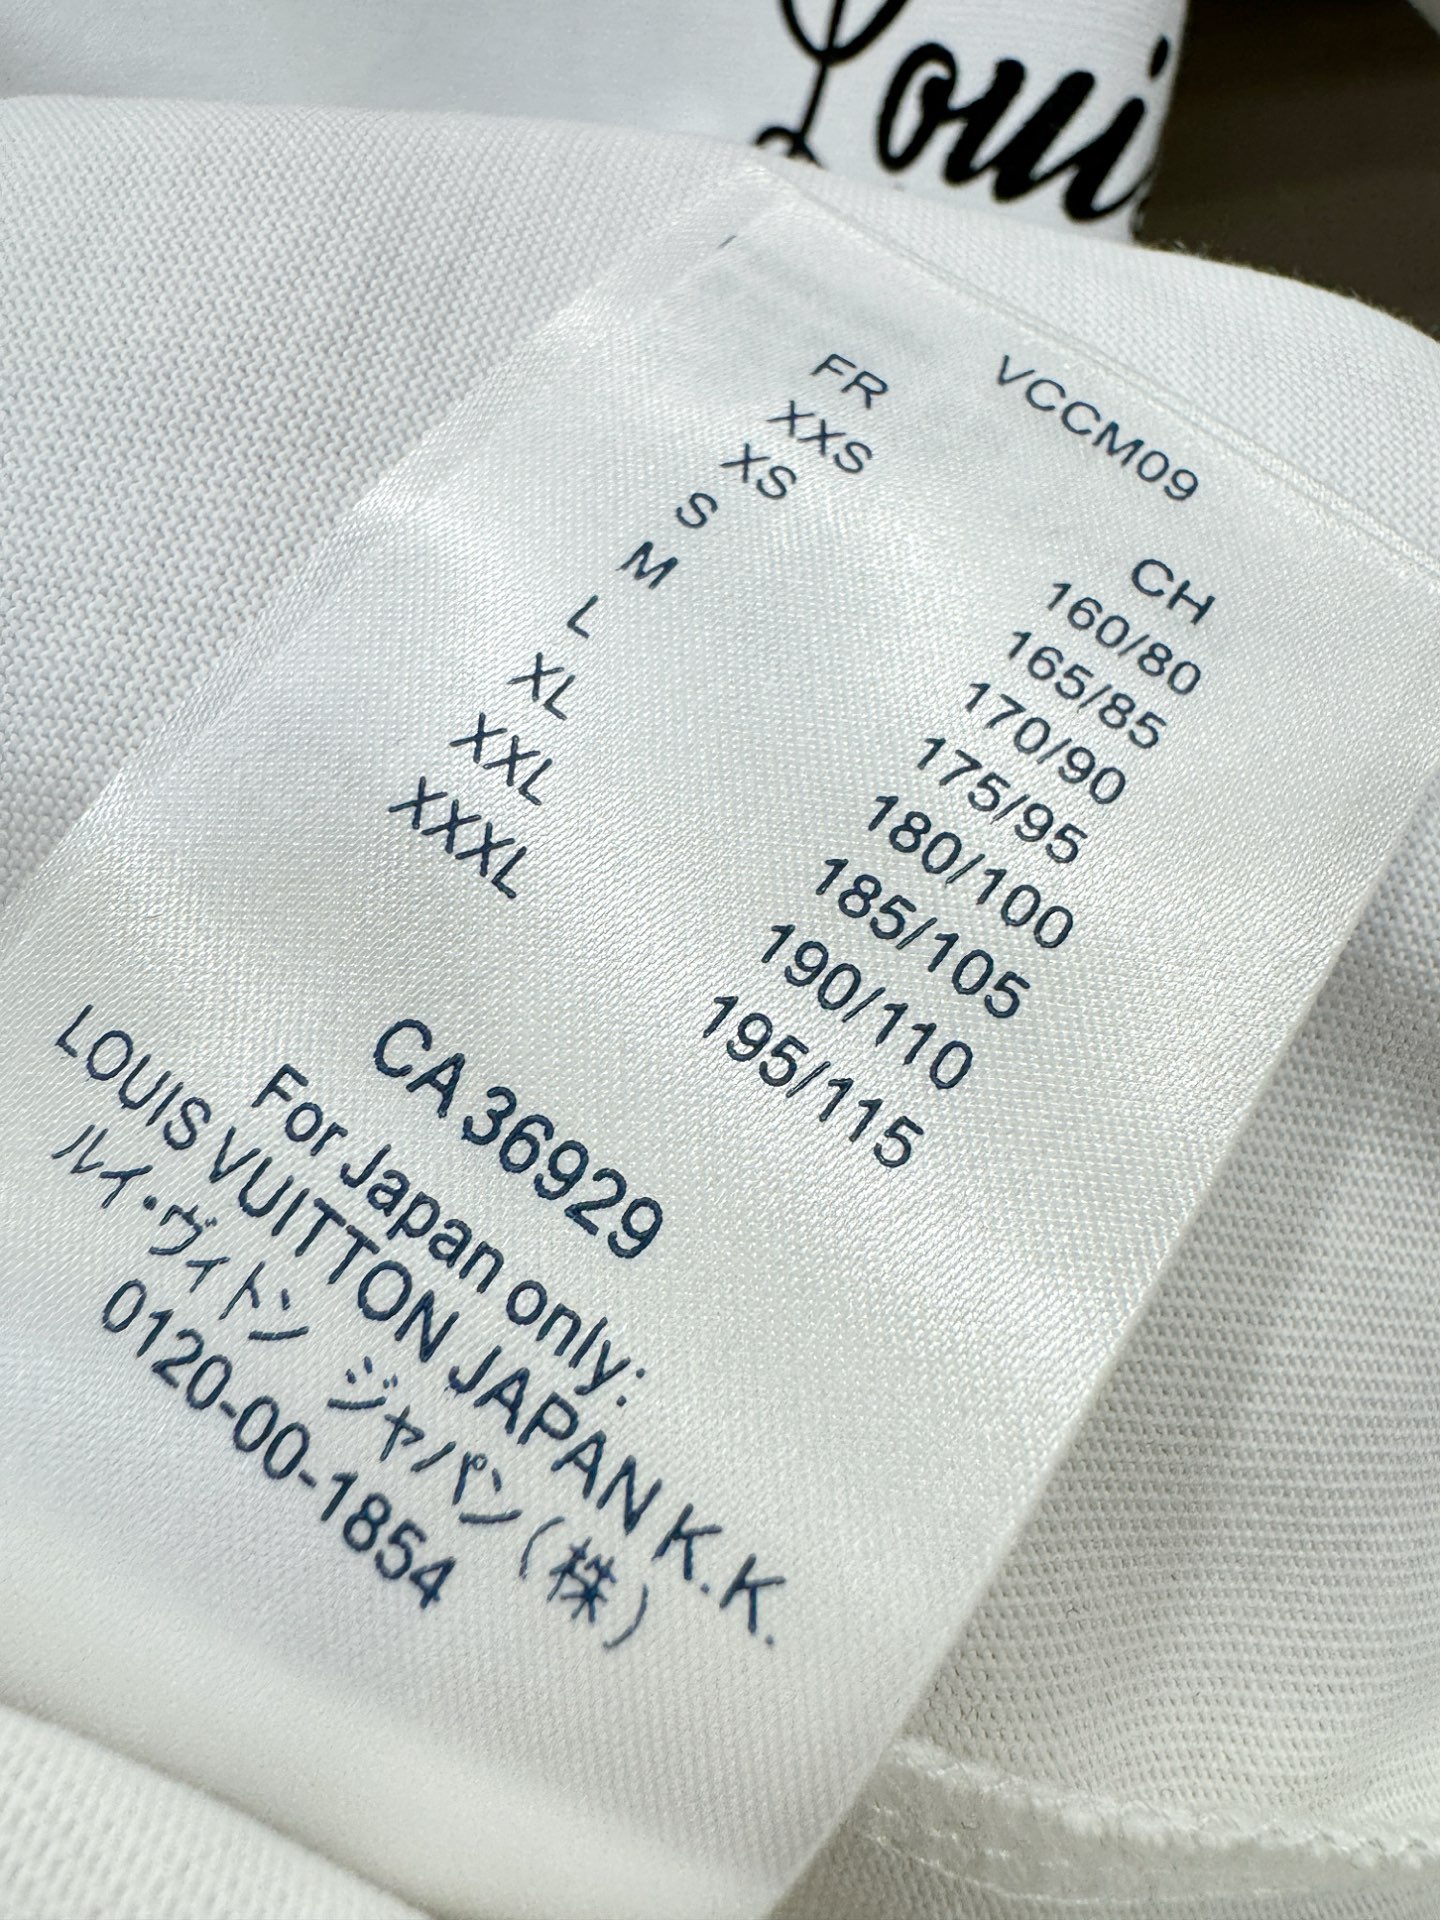 Loui
VCCM09
FR CH
XXS 160/80
XS 165/85
S 170/90
M 175/95
L 180/100
XL 185/105
XXL 190/110
XXXL 195/115
CA 36929
For Japan only:
LOUIS VUITTON JAPAN K.K.
ルイ・ヴィトン ジャパン(株)
0120-00-1854